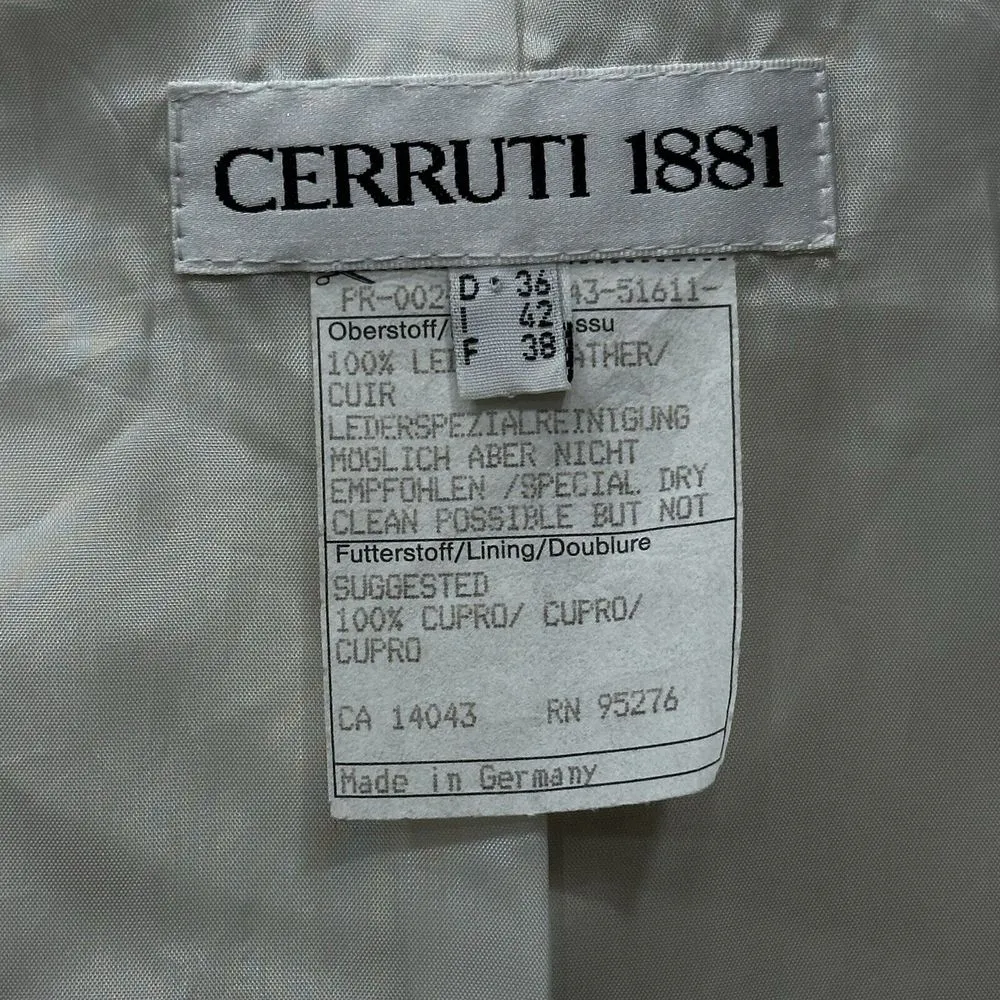 CERRUTI 1881
D 36
I 42
F 38
PR-002 43-51611-
Oberstoff/ ssu
100% LE ATHER/
CUIR
LEDERSPEZIALREINIGUNG
MOGLICH ABER NICHT
EMPFOHLEN /SPECIAL DRY
CLEAN POSSIBLE BUT NOT
Futterstoff/Lining/Doublure
SUGGESTED
100% CUPRO/ CUPRO/
CUPRO
CA 14043 RN 95276
Made in Germany